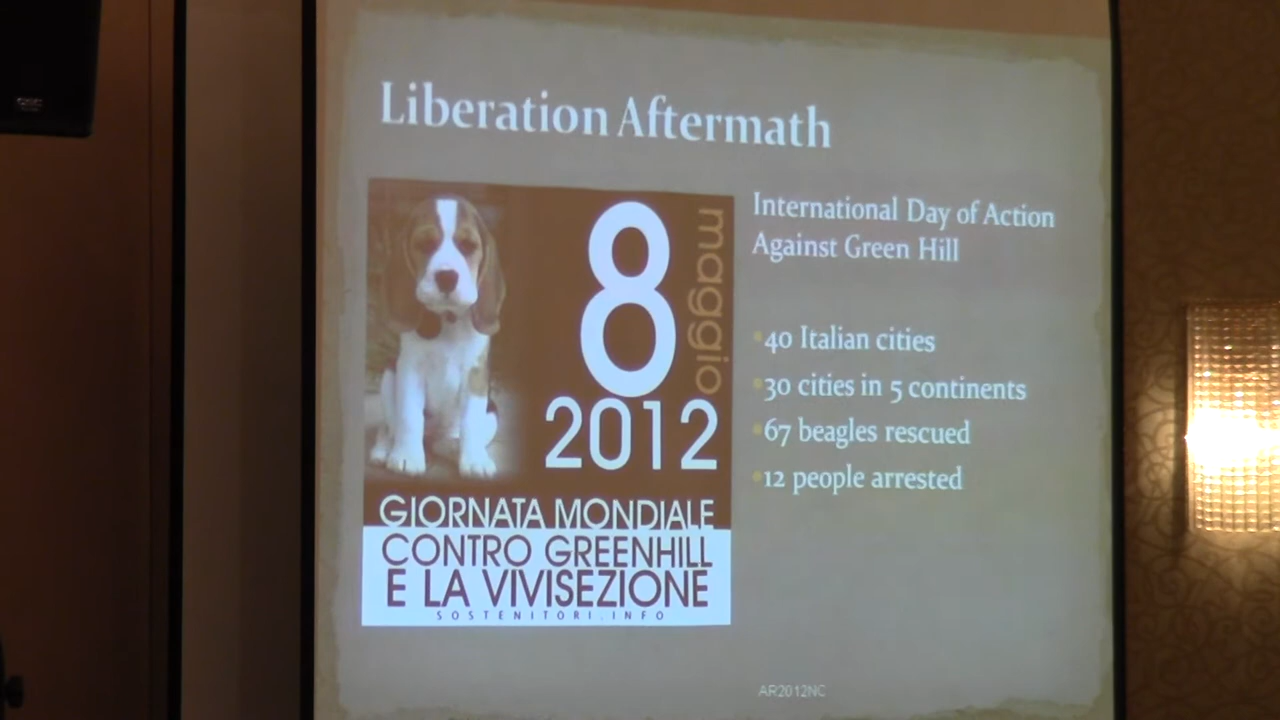 Liberation Aftermath
8
maggio
2012
GIORNATA MONDIALE
CONTRO GREENHILL
E LA VIVISEZIONE
SOSTENITORI.INFO
International Day of Action
Against Green Hill
40 Italian cities
30 cities in 5 continents
67 beagles rescued
12 people arrested
AR2012NC